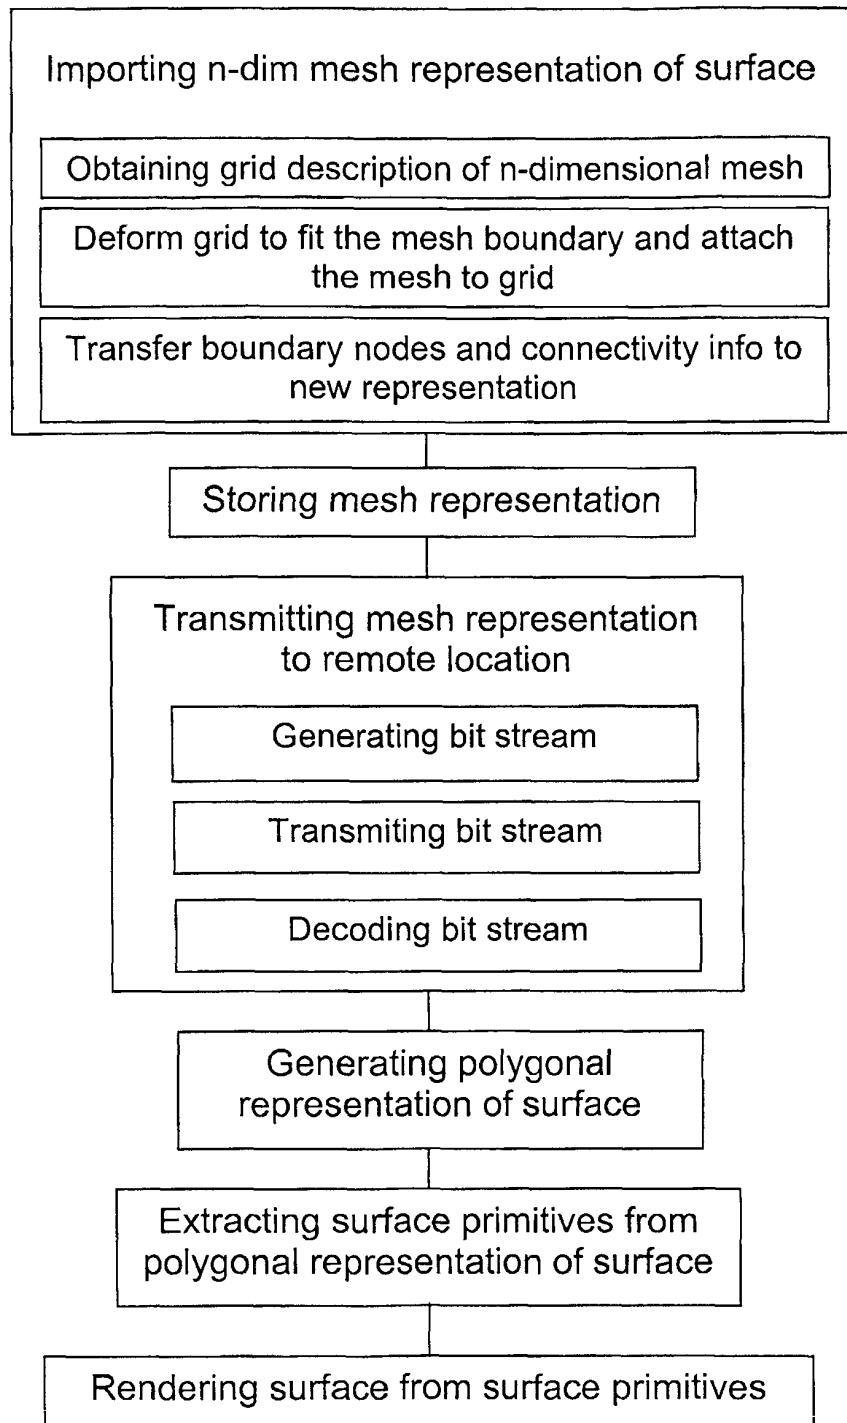 Importing n-dim mesh representation of surface
Obtaining grid description of n-dimensional mesh
Deform grid to fit the mesh boundary and attach
the mesh to grid
Transfer boundary nodes and connectivity info to
new representation
Storing mesh representation
Transmitting mesh representation
to remote location
Generating bit stream
Transmiting bit stream
Decoding bit stream
Generating polygonal
representation of surface
Extracting surface primitives from
polygonal representation of surface
Rendering surface from surface primitives